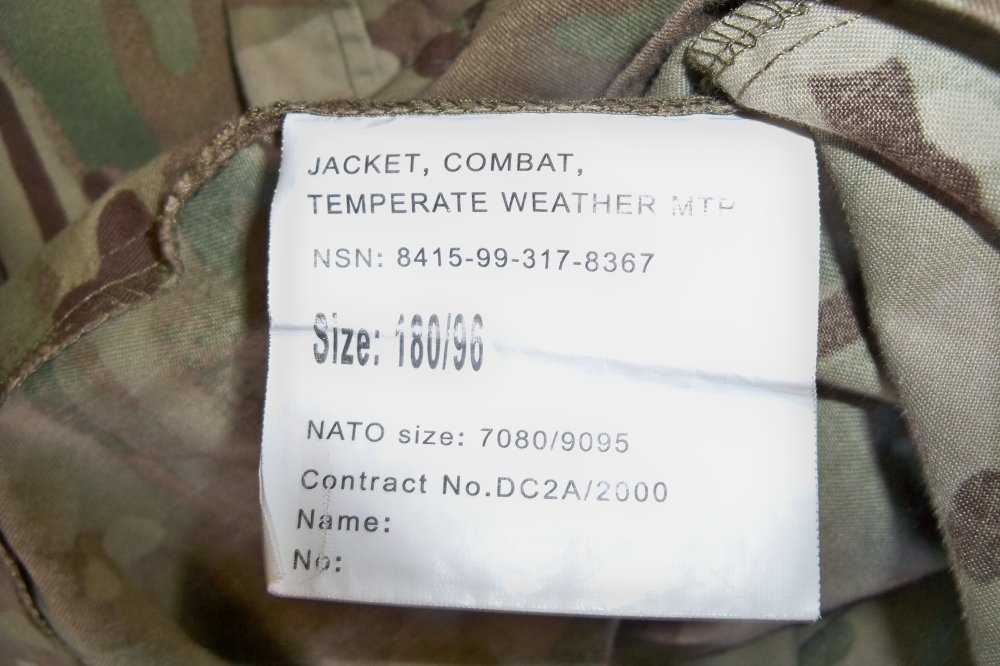 JACKET, COMBAT,
TEMPERATE WEATHER MTP
NSN: 8415-99-317-8367
Size: 180/96
NATO size: 7080/9095
Contract No.DC2A/2000
Name:
No: